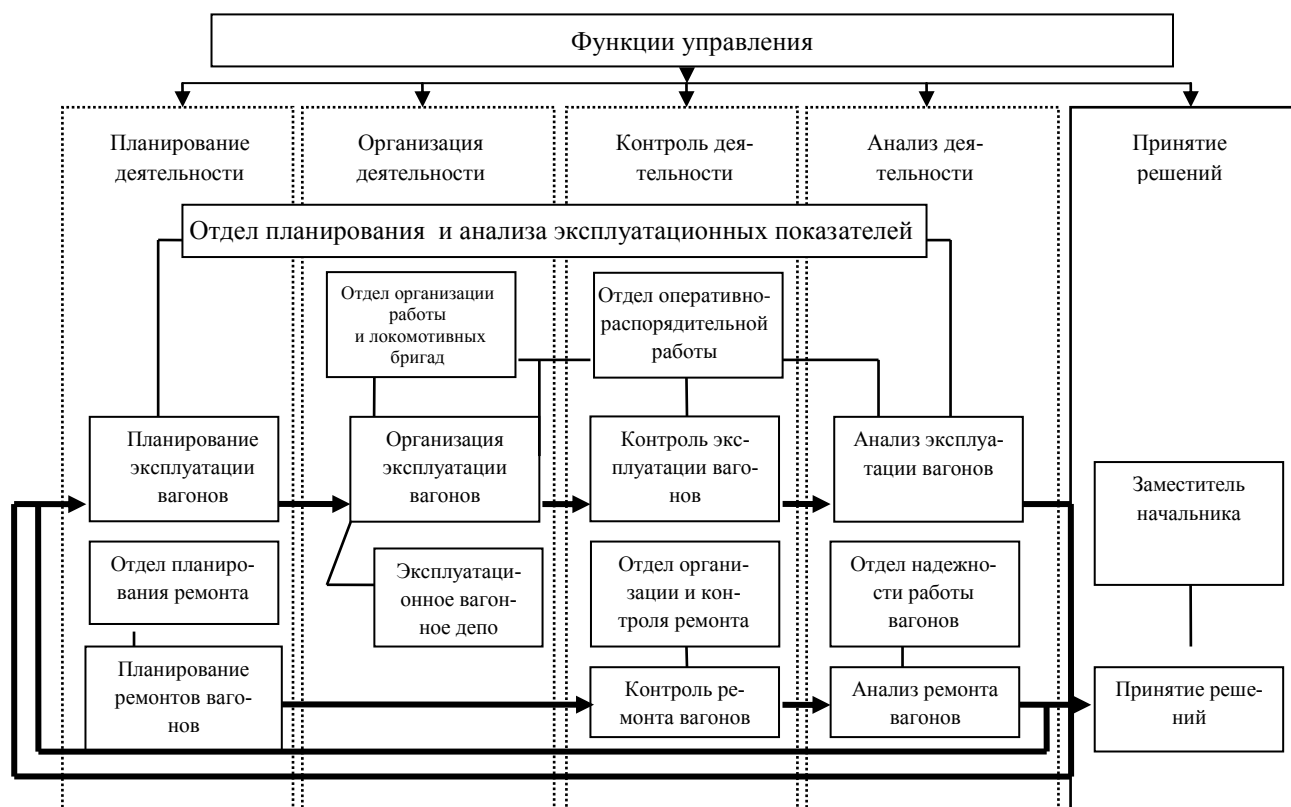 Функции управления
Планирование
деятельности
Организация
деятельности
Контроль дея-
тельности
Анализ дея-
тельности
Принятие
решений
Отдел планирования и анализа эксплуатационных показателей
Отдел организации
работы
и локомотивных
бригад
Отдел оперативно-
распорядительной
работы
Планирование
эксплуатации
вагонов
Организация
эксплуатации
вагонов
Контроль экс-
плуатации ваго-
нов
Анализ эксплуа-
тации вагонов
Заместитель
начальника
Отдел планиро-
вания ремонта
Эксплуатаци-
онное вагон-
ное депо
Отдел органи-
зации и кон-
троля ремонта
Отдел надежно-
сти работы
вагонов
Планирование
ремонтов ваго-
нов
Контроль ре-
монта вагонов
Анализ ремонта
вагонов
Принятие реше-
ний